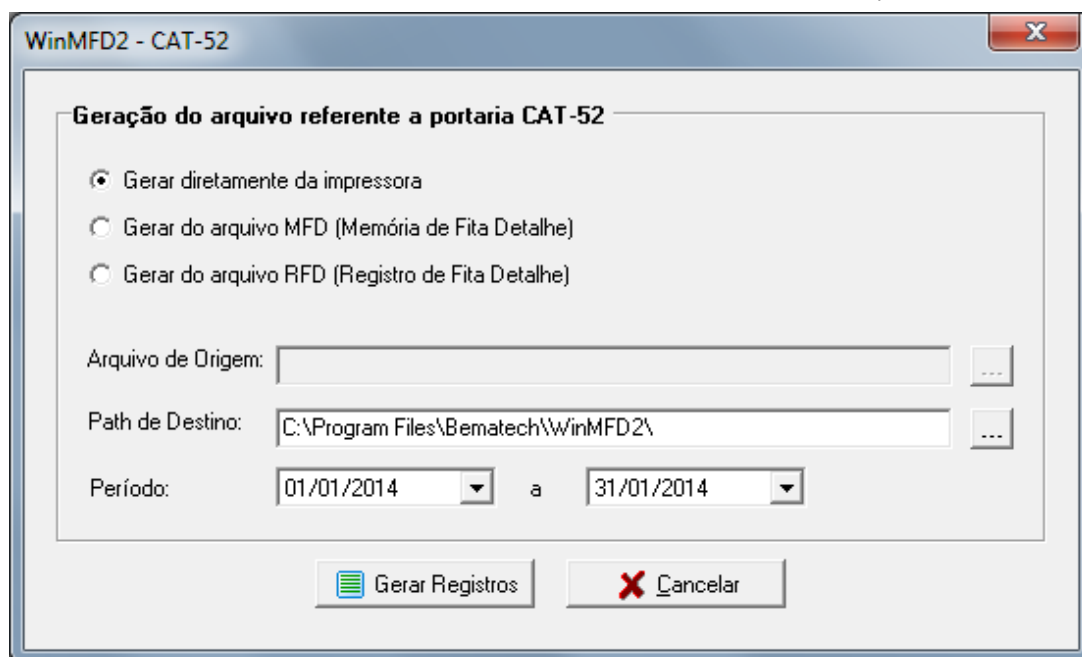 WinMFD2 - CAT-52
Geração do arquivo referente a portaria CAT-52
Gerar diretamente da impressora
Gerar do arquivo MFD (Memória de Fita Detalhe)
Gerar do arquivo RFD (Registro de Fita Detalhe)
Arquivo de Origem: ...
Path de Destino: C:\Program Files\Bematech\\WinMFD2\ ...
Período: 01/01/2014 a 31/01/2014
Gerar Registros Cancelar